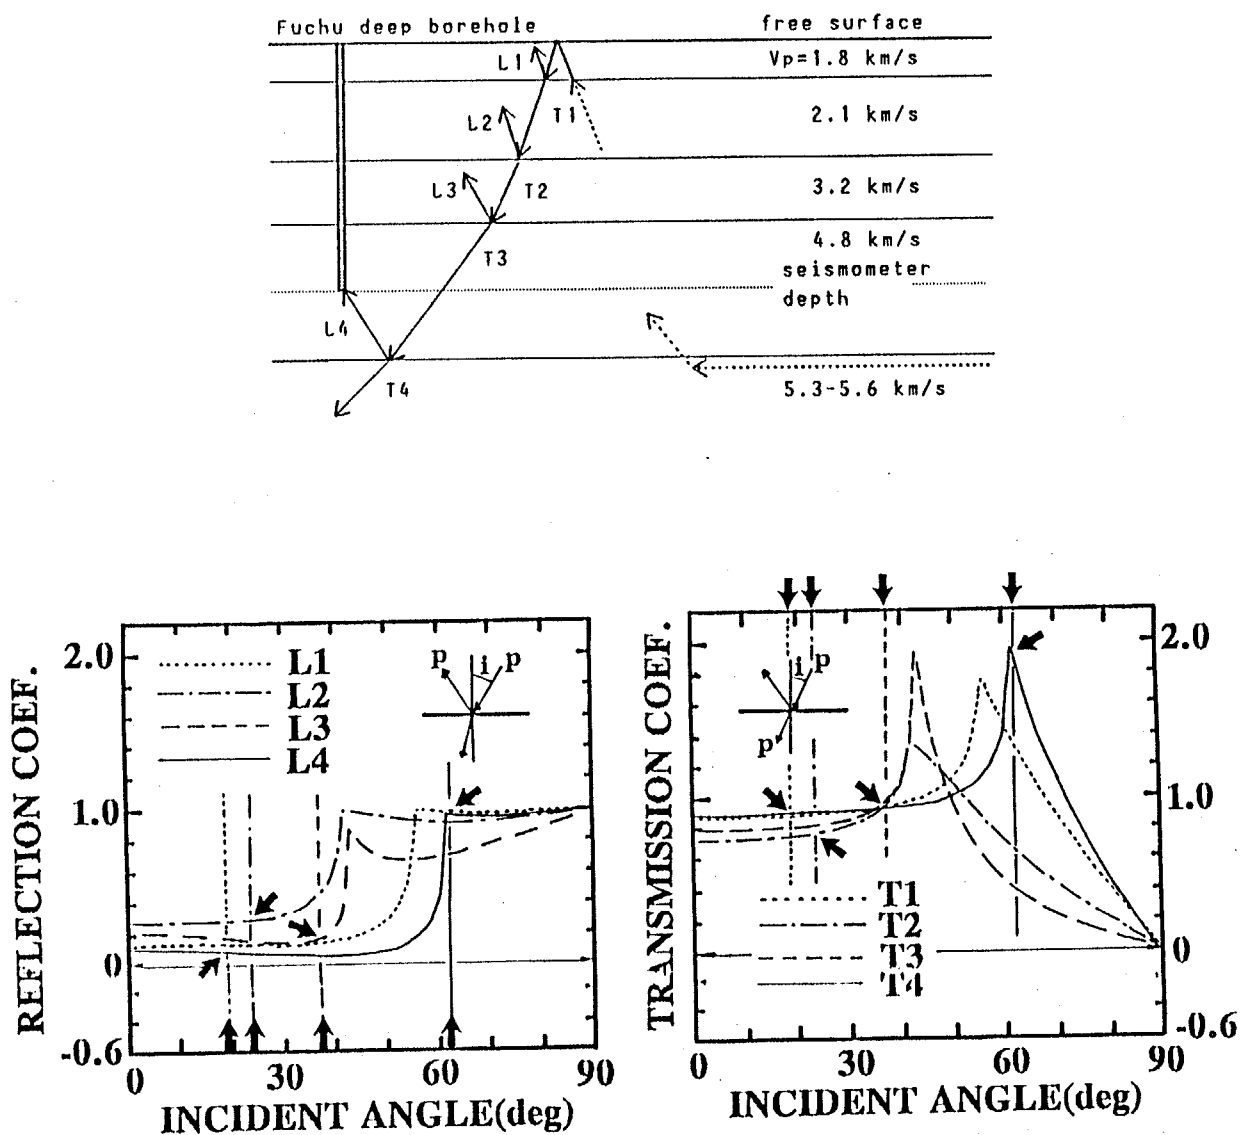 Fuchu deep borehole
free surface
Vp=1.8 km/s
L1
T1
2.1 km/s
L2
L3
T2
3.2 km/s
T3
4.8 km/s
seismometer
depth
L4
T4
5.3-5.6 km/s
REFLECTION COEF.
2.0
1.0
0
-0.6
L1
L2
L3
L4
p i p
0 30 60 90
INCIDENT ANGLE(deg)
TRANSMISSION COEF.
2.0
1.0
0
-0.6
i p
p
T1
T2
T3
T4
0 30 60 90
INCIDENT ANGLE(deg)